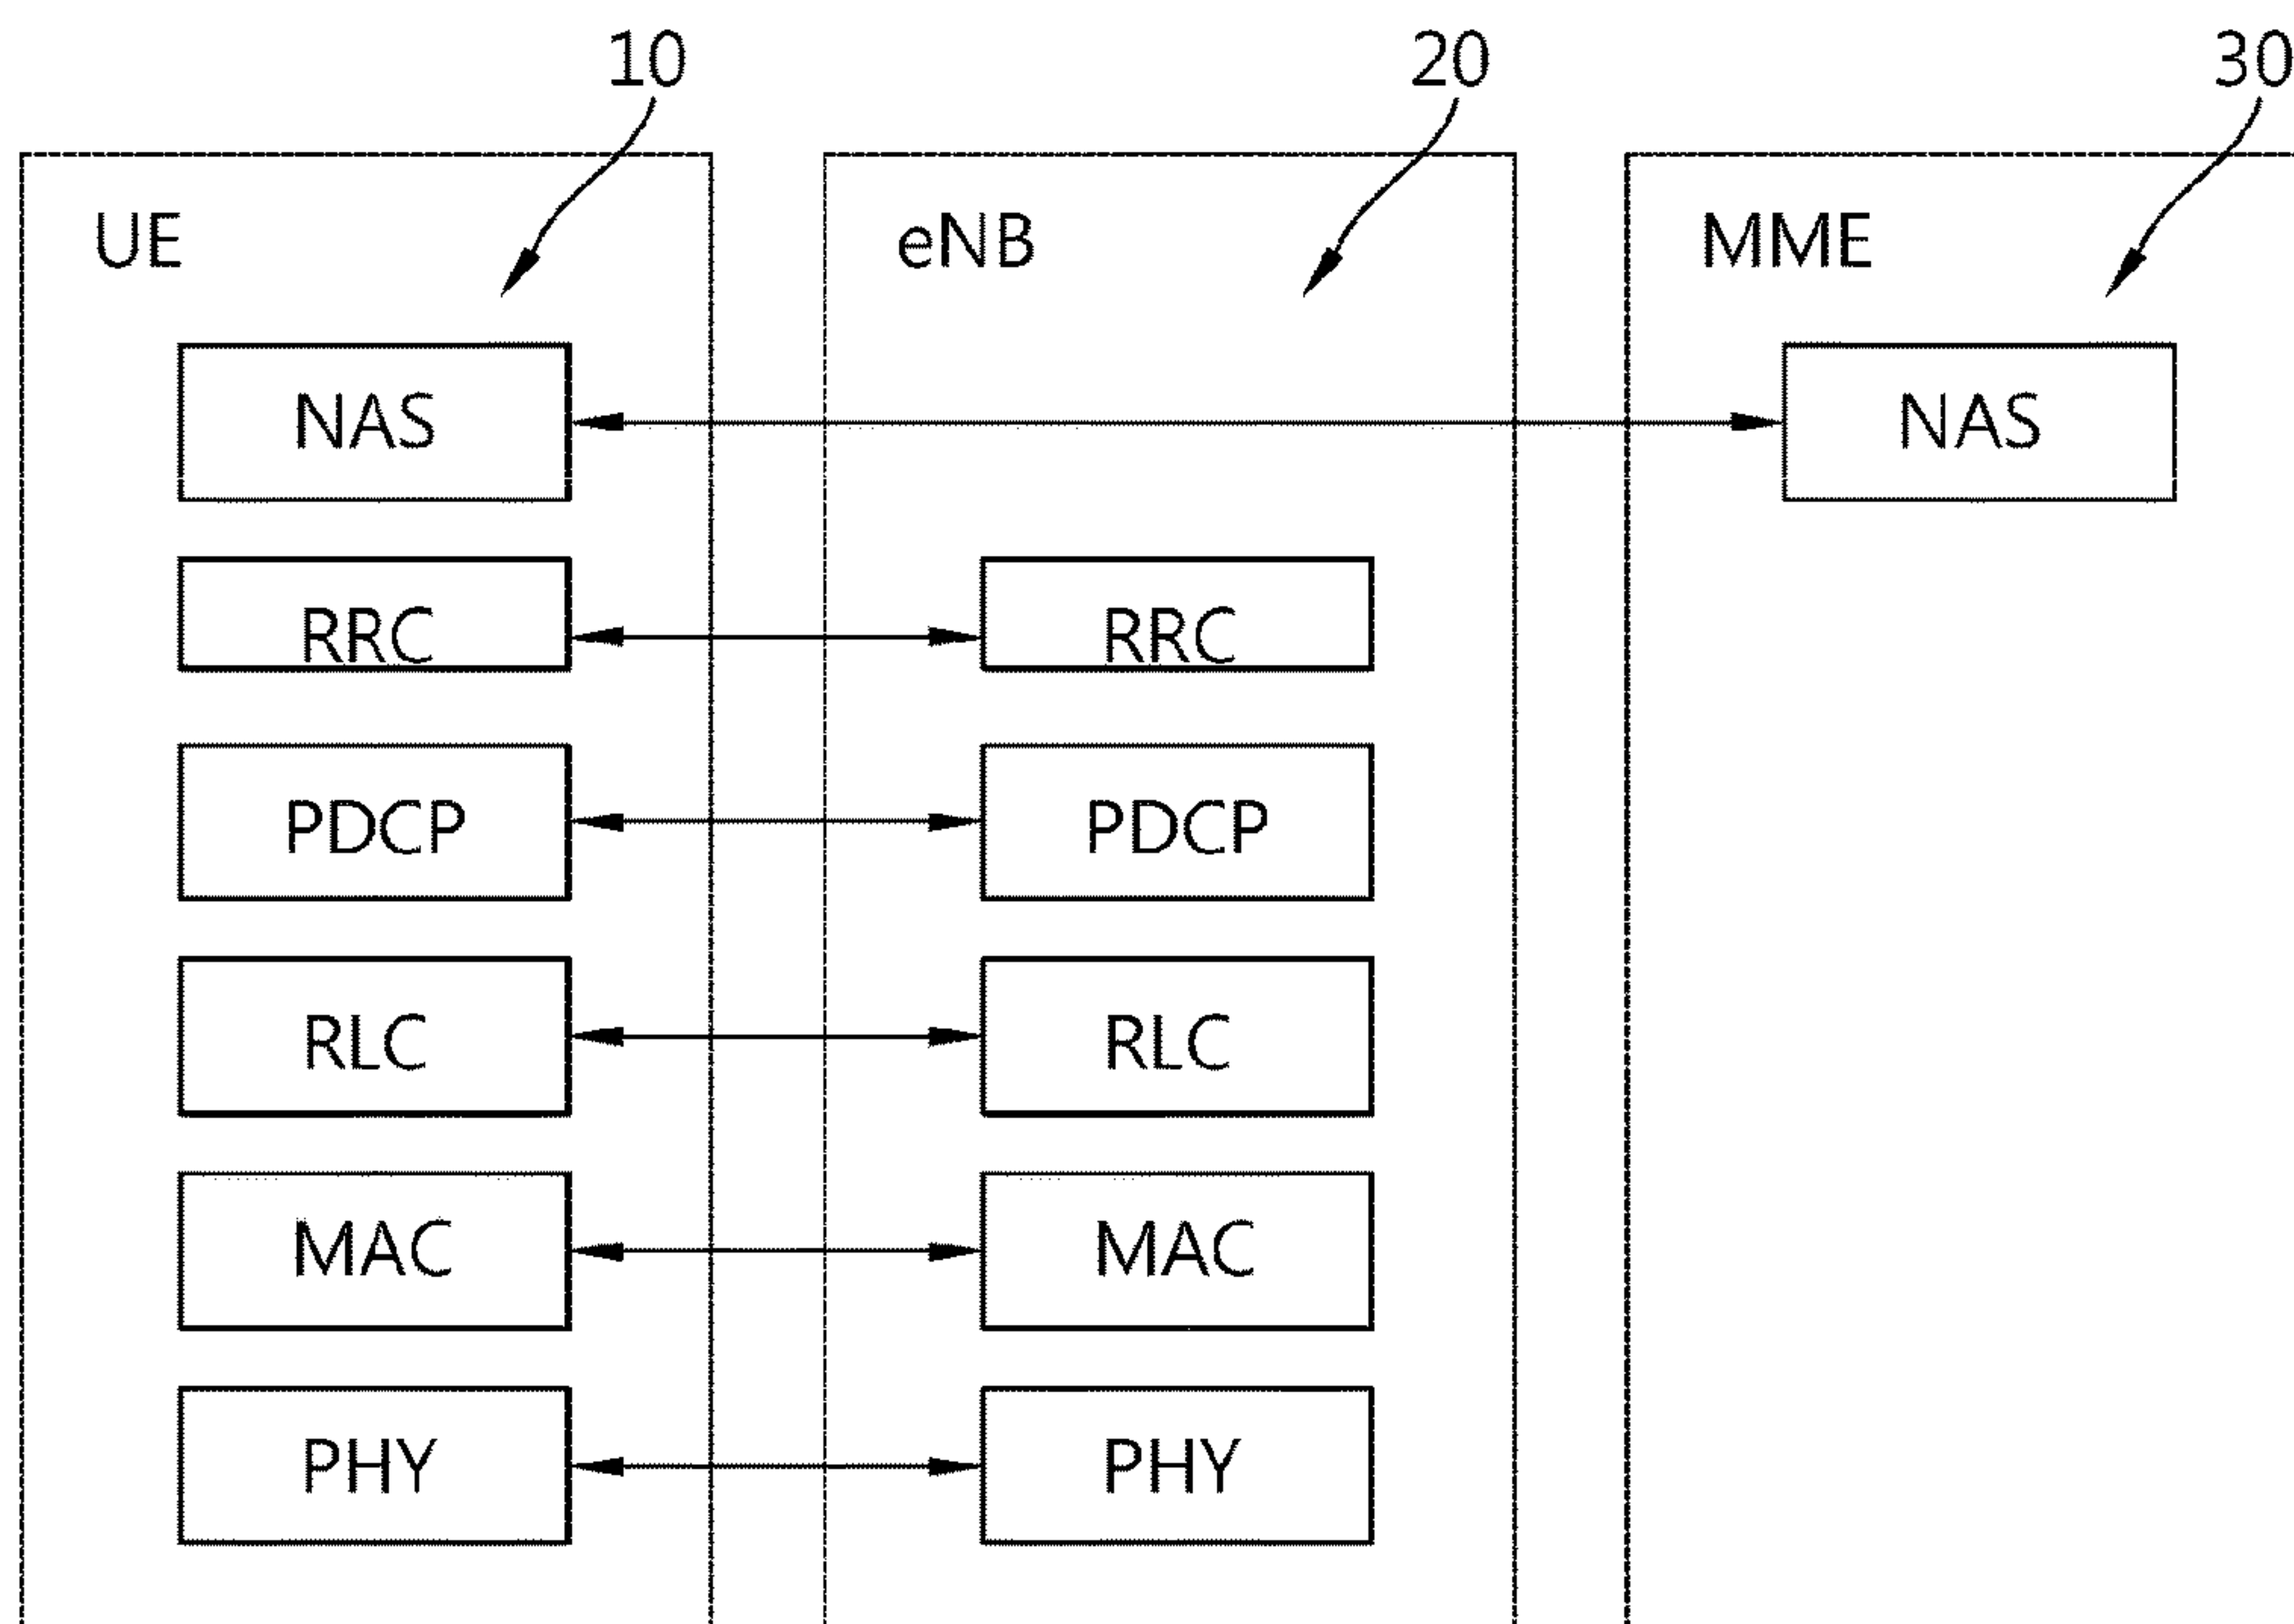 10 20 30
UE eNB MME
NAS NAS
RRC RRC
PDCP PDCP
RLC RLC
MAC MAC
PHY PHY